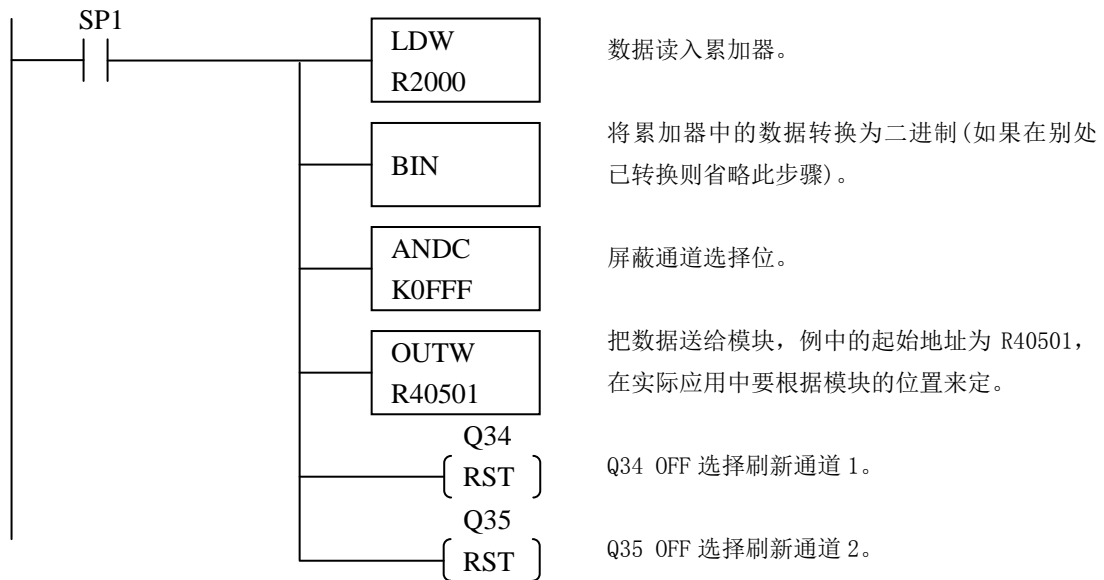 SP1
LDW
R2000
数据读入累加器。
BIN
将累加器中的数据转换为二进制(如果在别处
已转换则省略此步骤)。
ANDC
K0FFF
屏蔽通道选择位。
OUTW
R40501
把数据送给模块，例中的起始地址为 R40501，
在实际应用中要根据模块的位置来定。
Q34
RST
Q34 OFF 选择刷新通道 1。
Q35
RST
Q35 OFF 选择刷新通道 2。